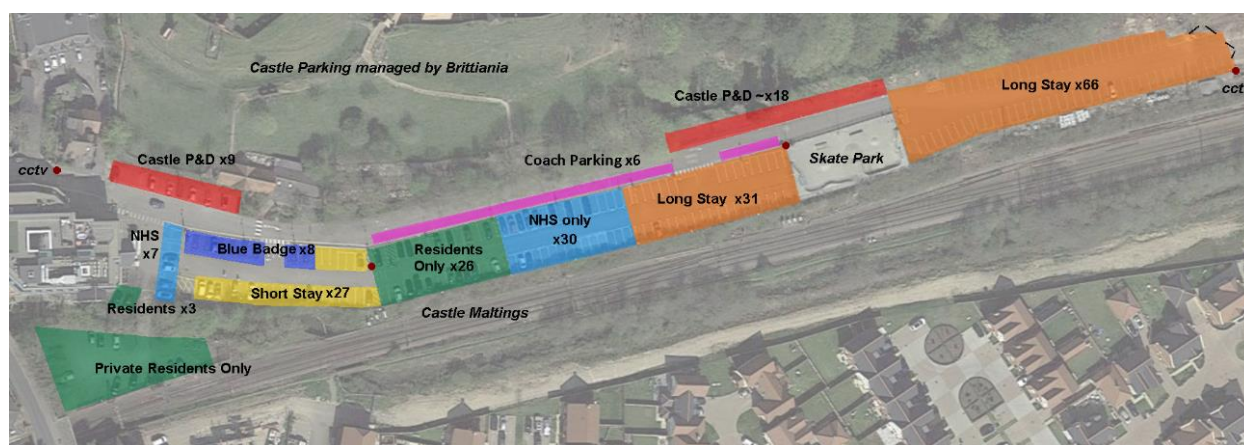 Castle Parking managed by Brittiania
Long Stay x66
Castle P&D ~x18
cct
Castle P&D x9
Coach Parking x6
Skate Park
cctv
Long Stay x31
NHS only
x30
NHS
x7
Blue Badge x8
Residents
Only x26
Short Stay x27
Residents x3
Castle Maltings
Private Residents Only